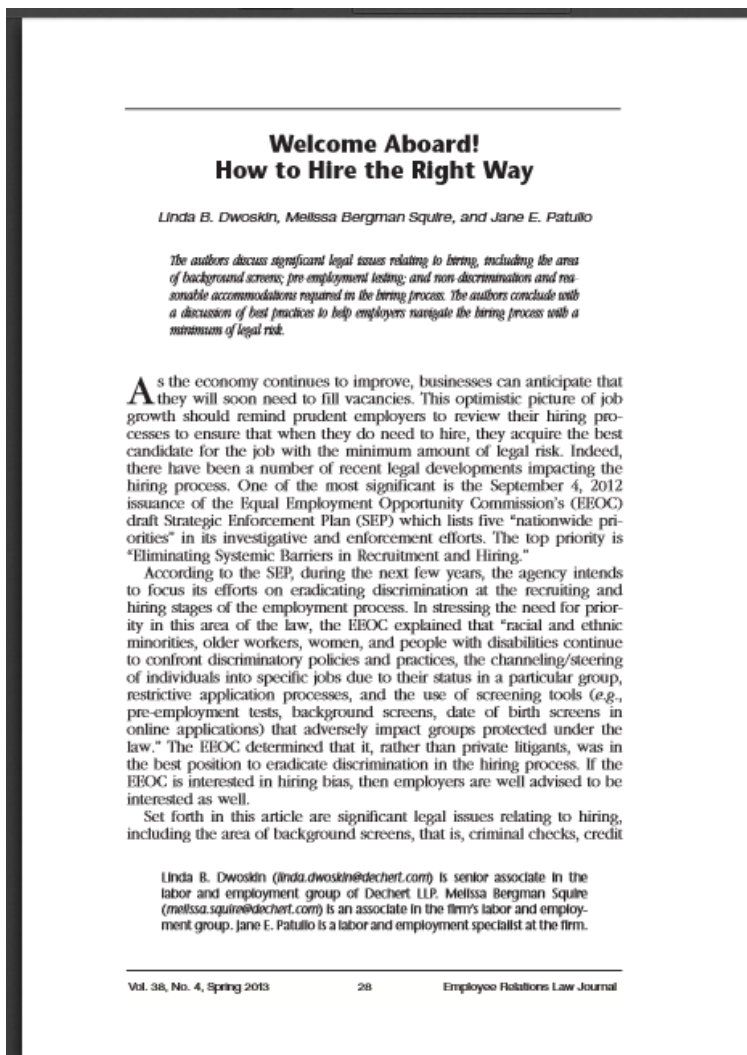 Welcome Aboard!
How to Hire the Right Way
Linda B. Dwoskin, Melissa Bergman Squire, and Jane E. Patullo
The authors discuss significant legal issues relating to hiring, including the area
of background screens; pre-employment testing; and non-discrimination and rea-
sonable accommodations required in the hiring process. The authors conclude with
a discussion of best practices to help employers navigate the hiring process with a
minimum of legal risk.
As the economy continues to improve, businesses can anticipate that
they will soon need to fill vacancies. This optimistic picture of job
growth should remind prudent employers to review their hiring pro-
cesses to ensure that when they do need to hire, they acquire the best
candidate for the job with the minimum amount of legal risk. Indeed,
there have been a number of recent legal developments impacting the
hiring process. One of the most significant is the September 4, 2012
issuance of the Equal Employment Opportunity Commission's (EEOC)
draft Strategic Enforcement Plan (SEP) which lists five "nationwide pri-
orities" in its investigative and enforcement efforts. The top priority is
"Eliminating Systemic Barriers in Recruitment and Hiring."
According to the SEP, during the next few years, the agency intends
to focus its efforts on eradicating discrimination at the recruiting and
hiring stages of the employment process. In stressing the need for prior-
ity in this area of the law, the EEOC explained that "racial and ethnic
minorities, older workers, women, and people with disabilities continue
to confront discriminatory policies and practices, the channeling/steering
of individuals into specific jobs due to their status in a particular group,
restrictive application processes, and the use of screening tools (e.g.,
pre-employment tests, background screens, date of birth screens in
online applications) that adversely impact groups protected under the
law." The EEOC determined that it, rather than private litigants, was in
the best position to eradicate discrimination in the hiring process. If the
EEOC is interested in hiring bias, then employers are well advised to be
interested as well.
Set forth in this article are significant legal issues relating to hiring,
including the area of background screens, that is, criminal checks, credit
Linda B. Dwoskin (linda.dwoskin@dechert.com) is senior associate in the
labor and employment group of Dechert LLP. Melissa Bergman Squire
(melissa.squire@dechert.com) is an associate in the firm's labor and employ-
ment group. Jane E. Patullo is a labor and employment specialist at the firm.
Vol. 38, No. 4, Spring 2013 28 Employee Relations Law Journal